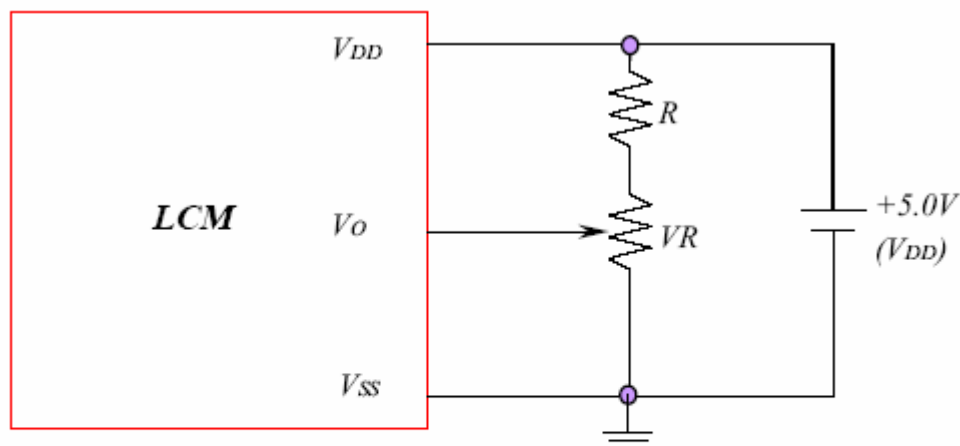 VDD
R
LCM
VO
VR
+5.0V
(VDD)
VSS